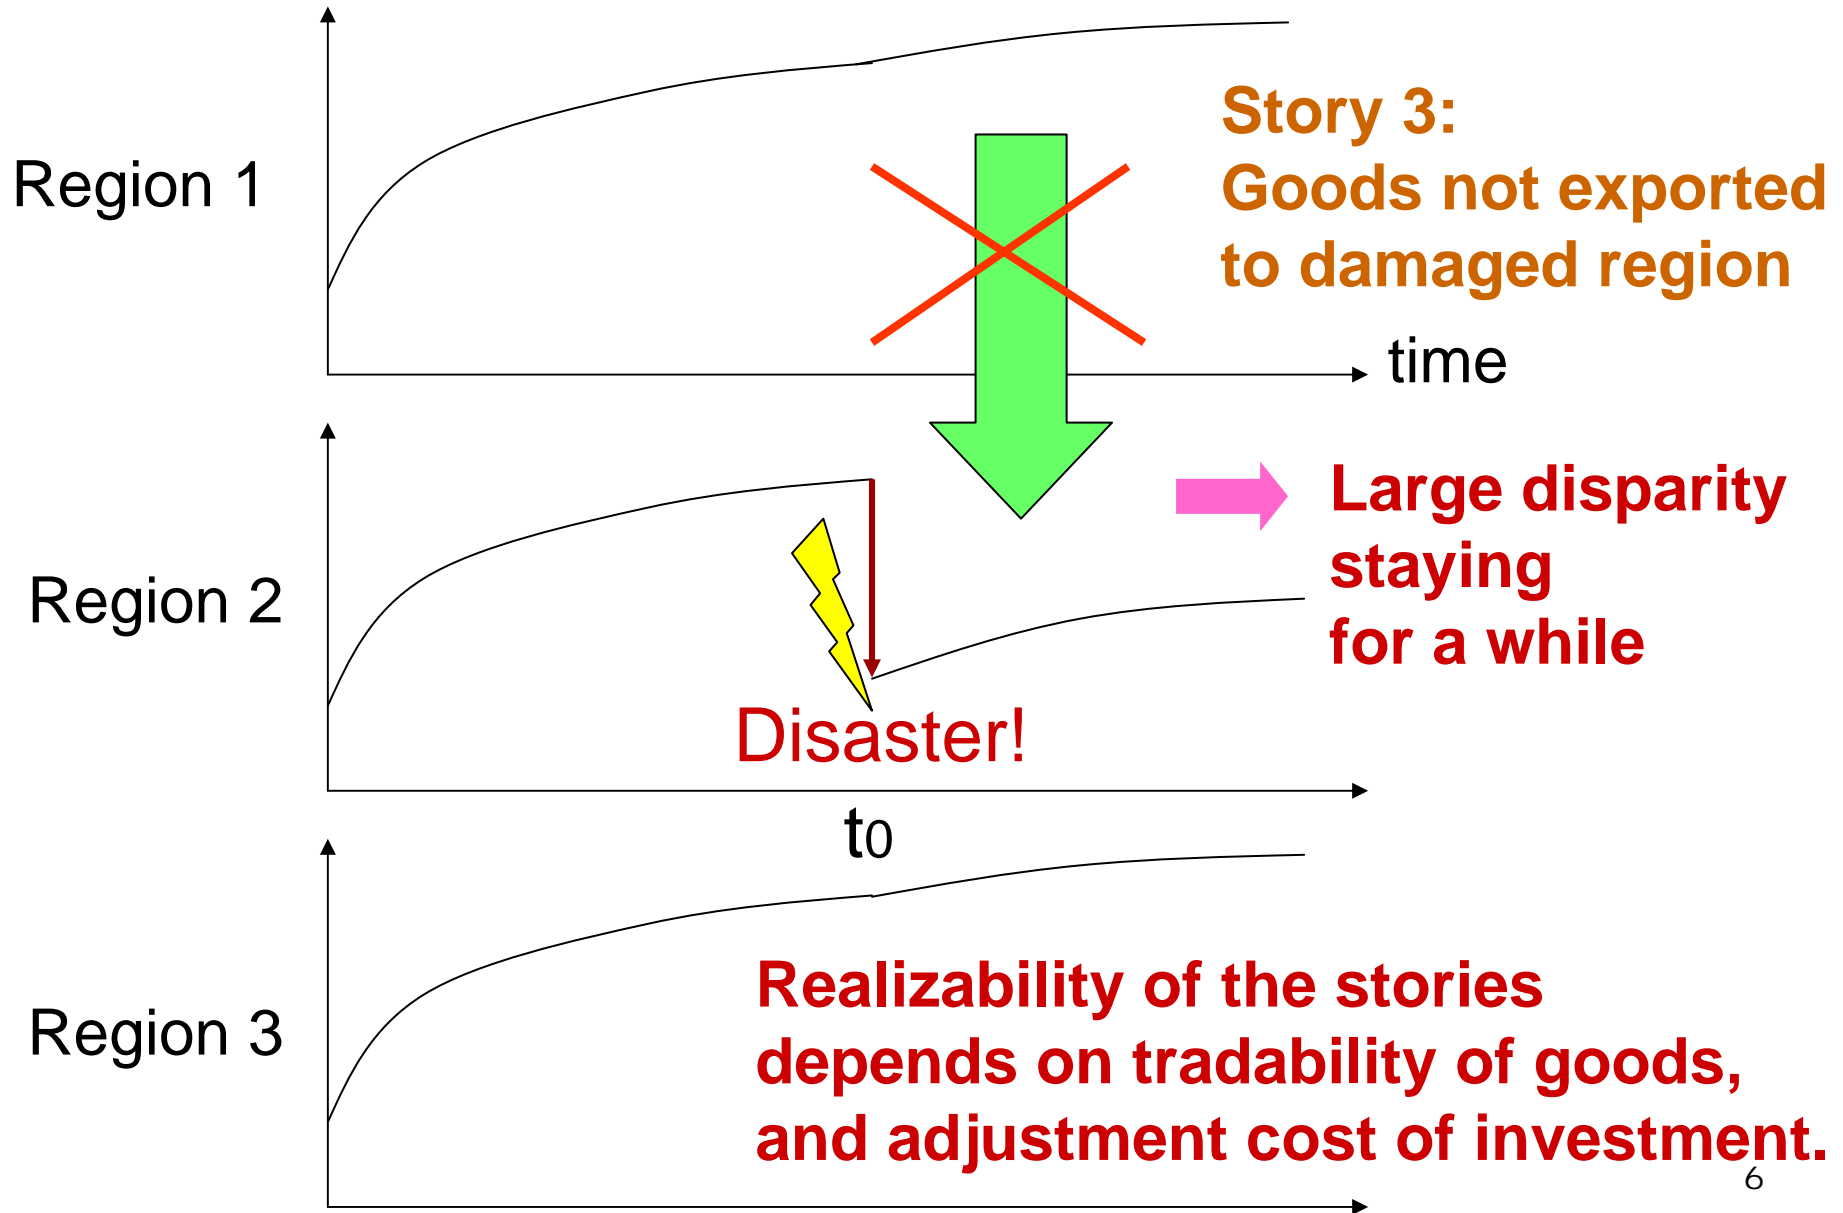 Region 1
Story 3:
Goods not exported
to damaged region
time
Region 2
Large disparity
staying
for a while
Disaster!
t0
Region 3
Realizability of the stories
depends on tradability of goods,
and adjustment cost of investment.
6